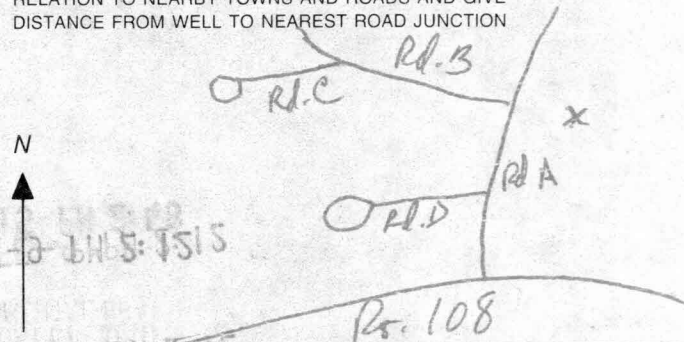 RELATION TO NEARBY TOWNS AND ROADS AND GIVE
DISTANCE FROM WELL TO NEAREST ROAD JUNCTION
Rd. B
Rd. C
X
N
Rd A
Rd. D
Rt. 108